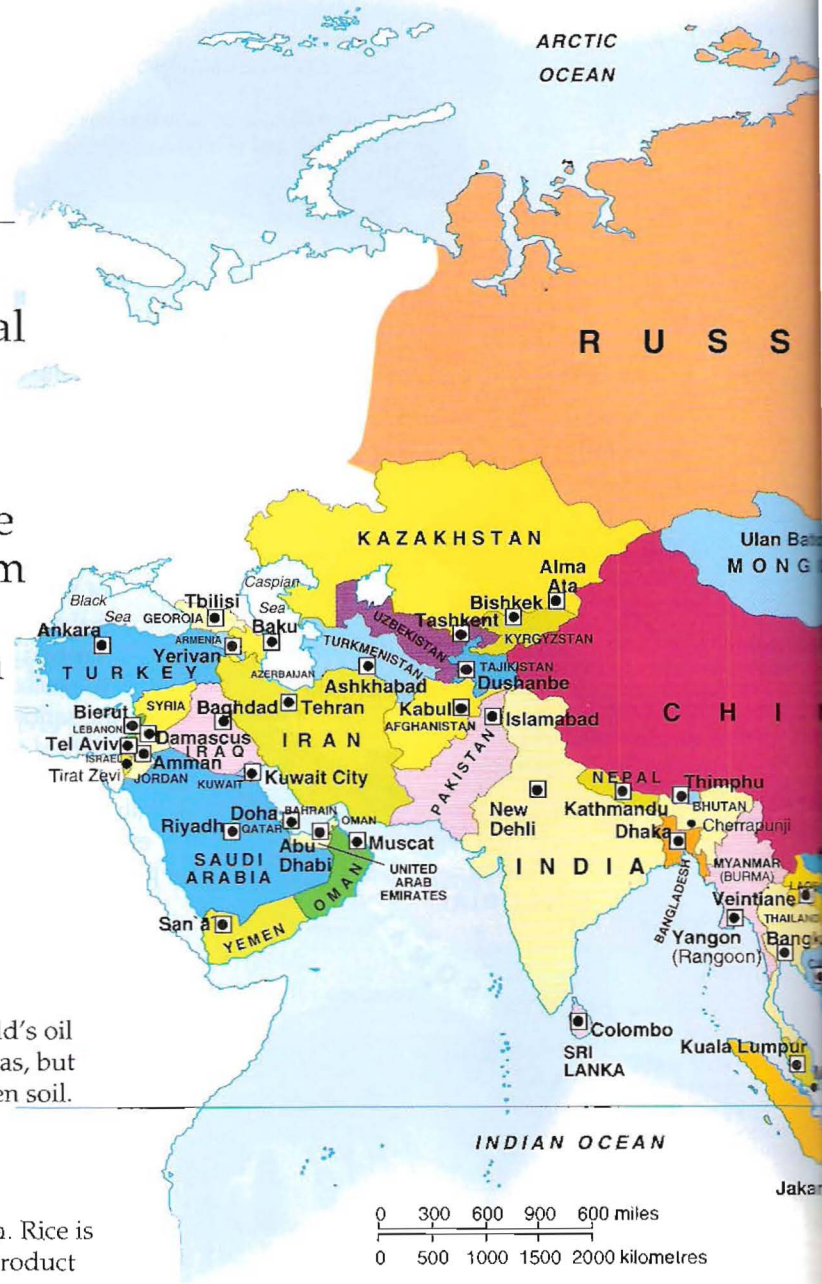 ARCTIC
OCEAN
al
R U S S
e
m
KAZAKHSTAN
Ulan Bat
MONG
Alma
Ata
Caspian
Sea
Black
Sea
Tbilisi
GEOROIA
Bishkek
Tashkent
UZBEKISTAN
KYRGYZSTAN
Ankara
Baku
ARMENIA
Yerivan
TURKMENISTAN
TAJIKISTAN
Dushanbe
TURKEY
AZERBAIJAN
Ashkhabad
SYRIA
Baghdad
Tehran
Kabul
AFGHANISTAN
Islamabad
C H I
Bierut
LEBANON
Damascus
IRAQ
IRAN
Tel Aviv
ISRAEL
Amman
Tirat Zevi
JORDAN
KUWAIT
Kuwait City
PAKISTAN
NEPAL
Thimphu
New
Dehli
Kathmandu
BHUTAN
Cherrapunji
Dhaka
Doha
BAHRAIN
OMAN
Riyadh
QATAR
Muscat
Abu
Dhabi
SAUDI
ARABIA
UNITED
ARAB
EMIRATES
OMAN
INDIA
MYANMAR
(BURMA)
BANGLADESH
LAOS
Veintiane
THAILAND
San`a`
YEMEN
Yangon
(Rangoon)
Bangk
d's oil
as, but
en soil.
Colombo
SRI
LANKA
Kuala Lumpur
INDIAN OCEAN
Jakar
n. Rice is
roduct
0 300 600 900 600 miles
0 500 1000 1500 2000 kilometres